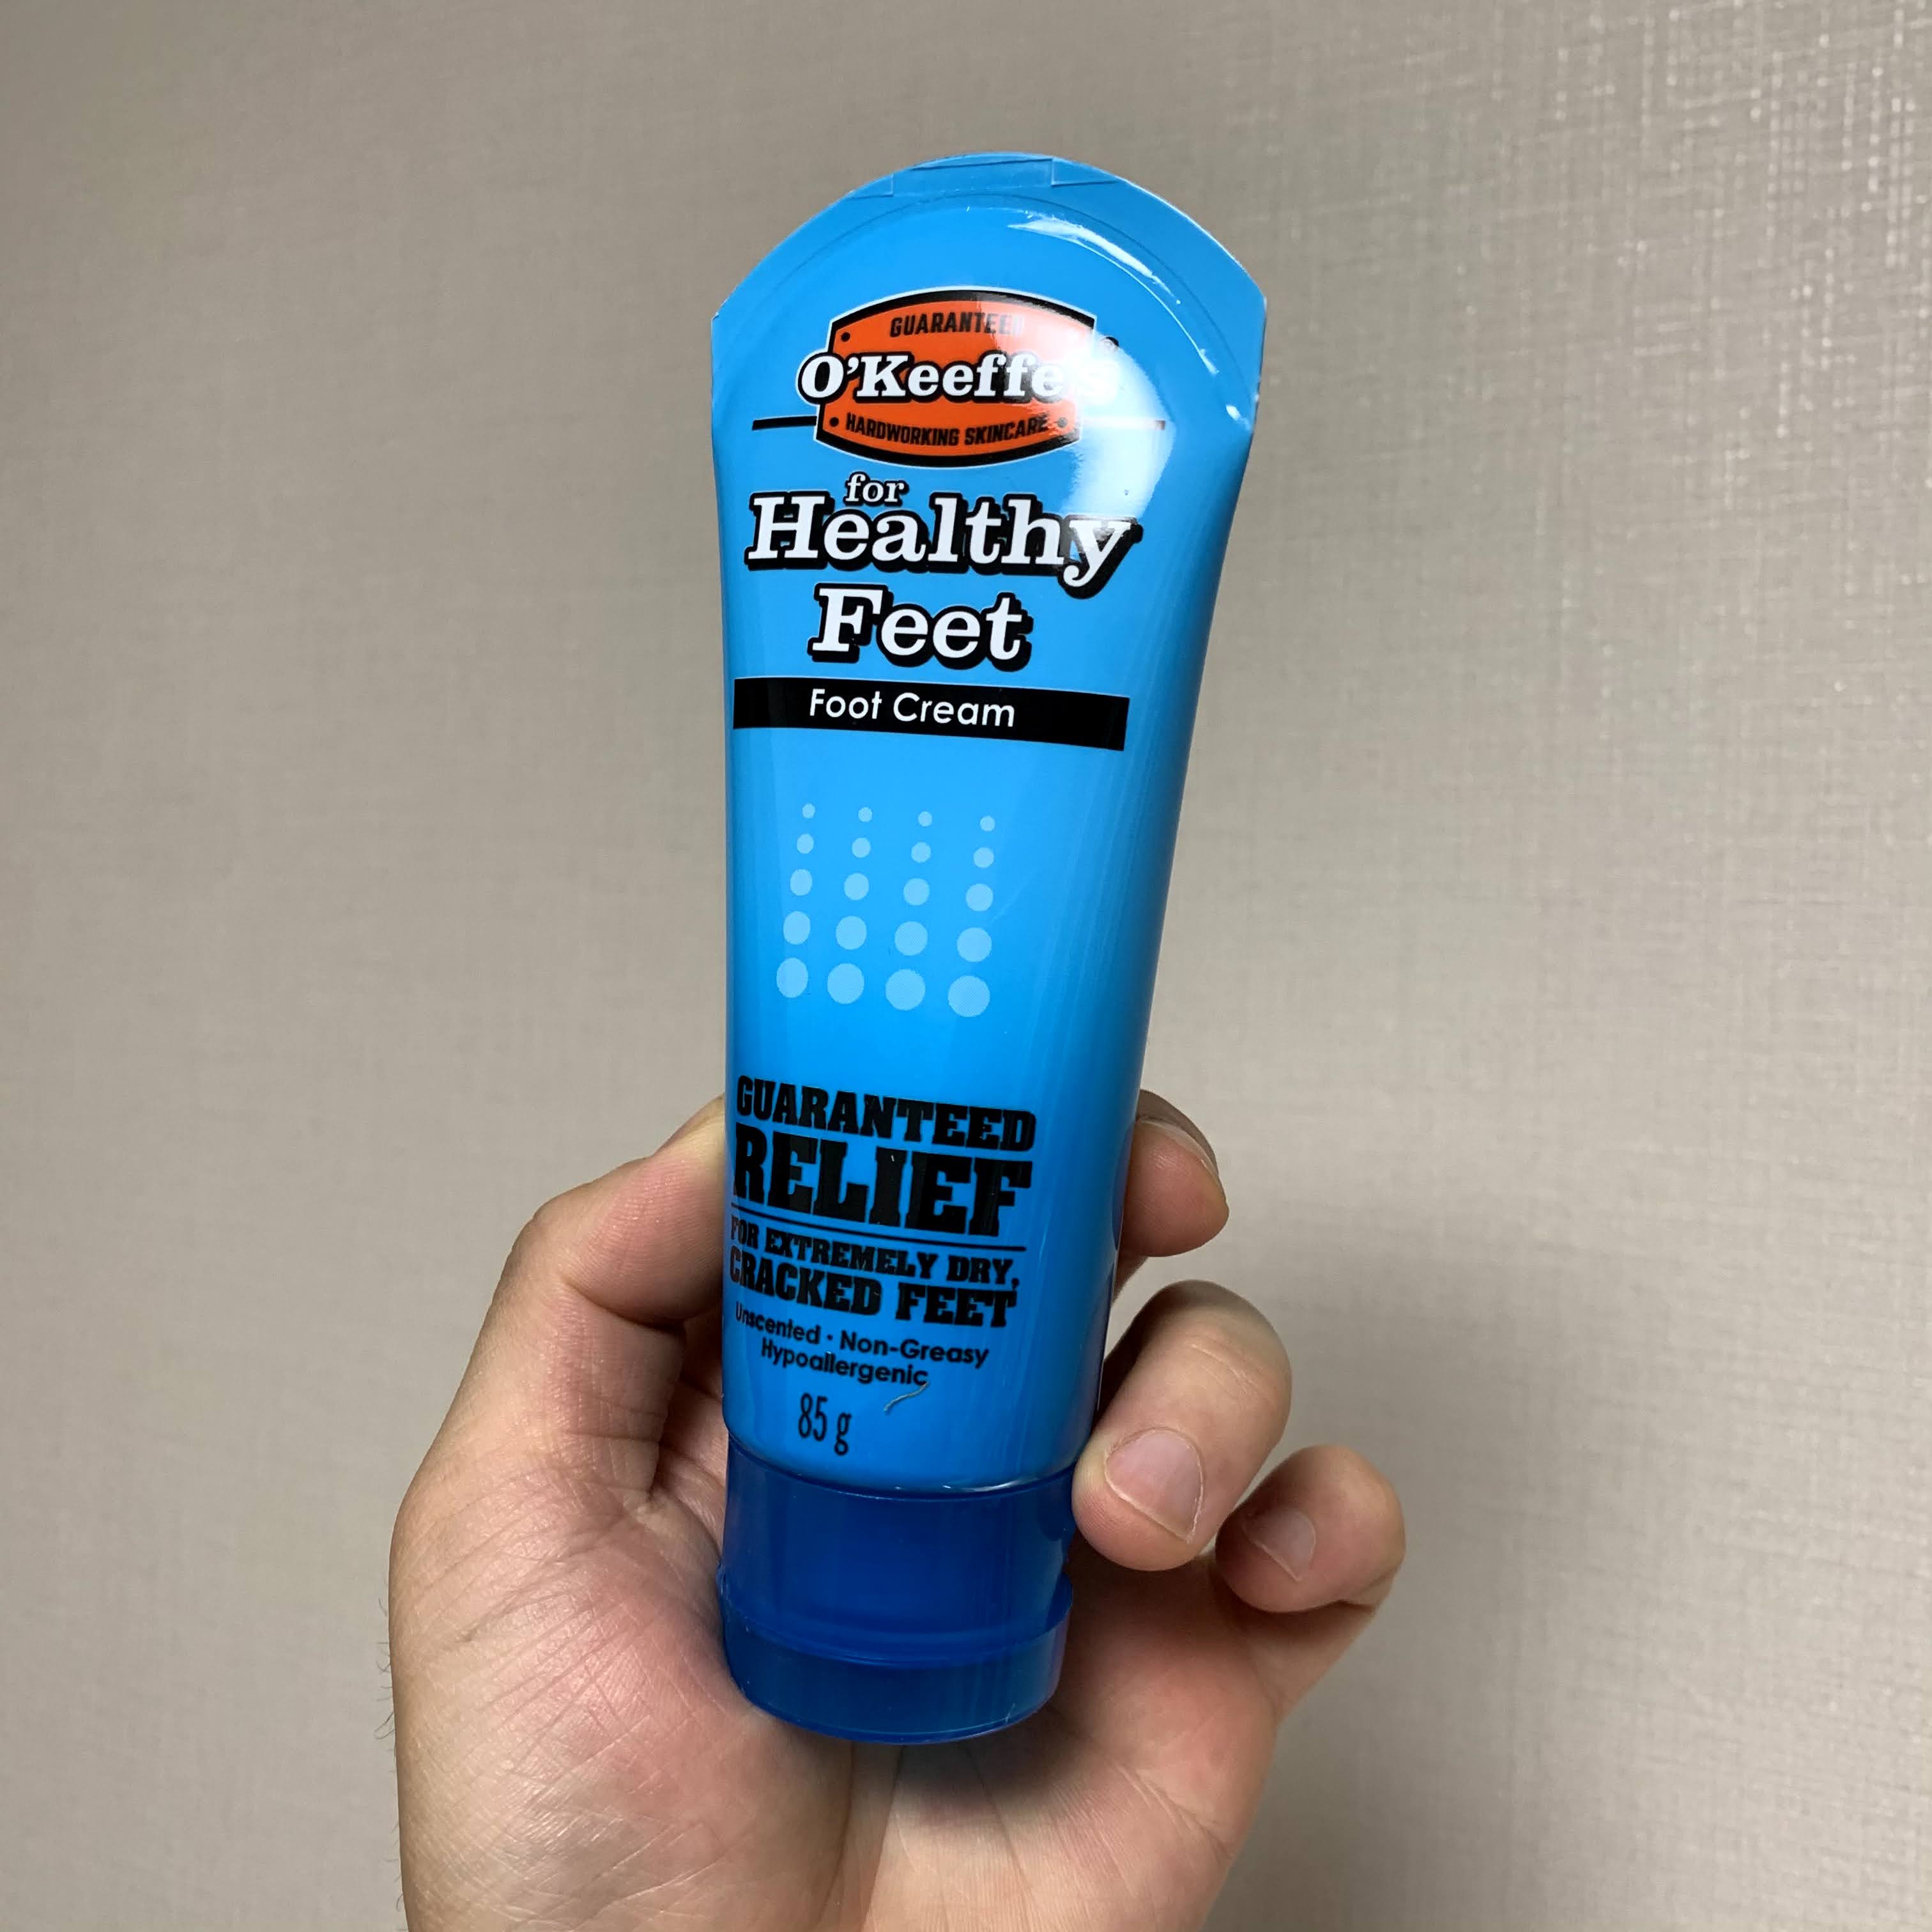 GUARANTEED
O'Keeffe's®
HARDWORKING SKINCARE
for
Healthy
Feet
Foot Cream
GUARANTEED
RELIEF
FOR EXTREMELY DRY,
CRACKED FEET
Unscented • Non-Greasy
Hypoallergenic
85 g